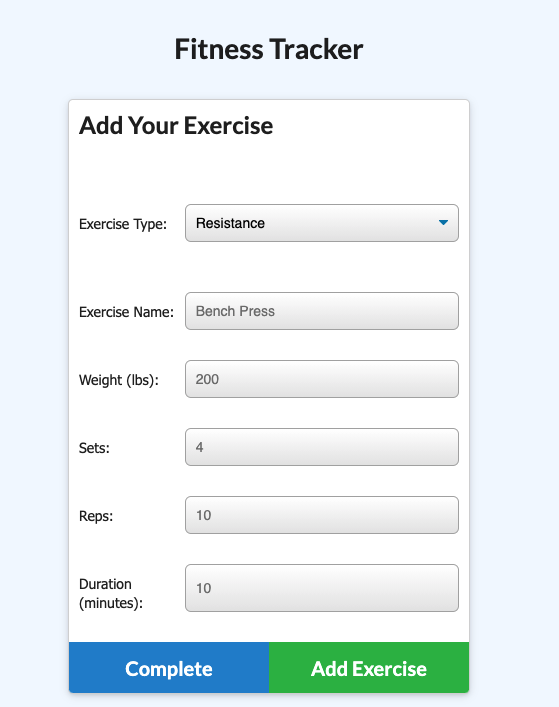 Fitness Tracker
Add Your Exercise
Exercise Type: Resistance
Exercise Name: Bench Press
Weight (lbs): 200
Sets: 4
Reps: 10
Duration (minutes): 10
Complete Add Exercise